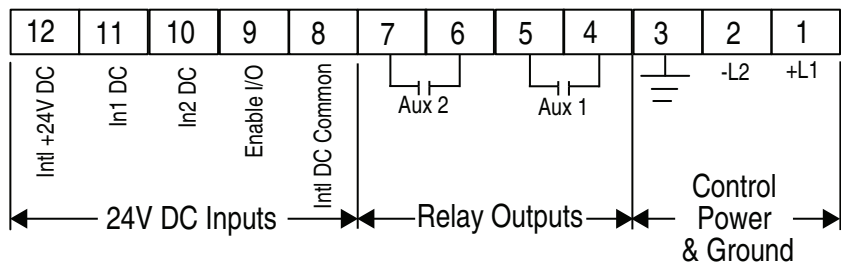 12 11 10 9 8 7 6 5 4 3 2 1
Intl +24V DC
In1 DC
In2 DC
Enable I/O
Intl DC Common
Aux 2
Aux 1
-L2
+L1
24V DC Inputs
Relay Outputs
Control
Power
& Ground